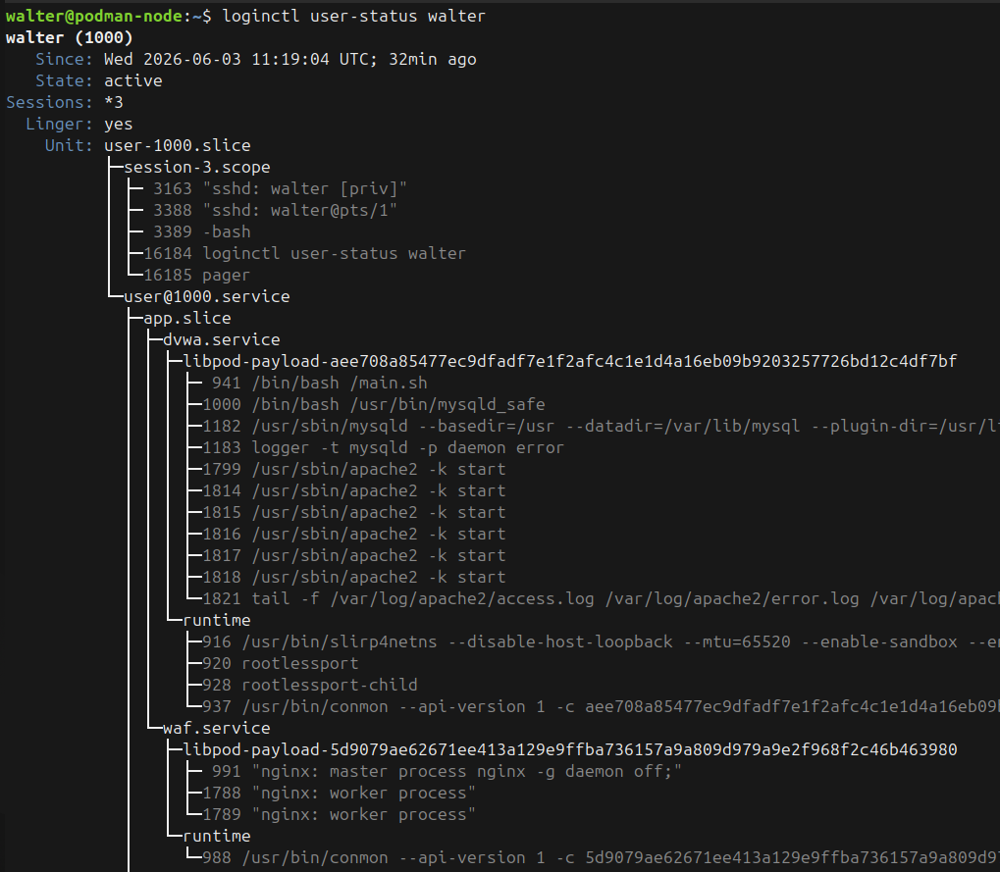 walter@podman-node:~$ loginctl user-status walter
walter (1000)
Since: Wed 2026-06-03 11:19:04 UTC; 32min ago
State: active
Sessions: *3
Linger: yes
Unit: user-1000.slice
├─session-3.scope
│ ├─ 3163 "sshd: walter [priv]"
│ ├─ 3388 "sshd: walter@pts/1"
│ ├─ 3389 -bash
│ ├─16184 loginctl user-status walter
│ └─16185 pager
└─user@1000.service
├─app.slice
│ ├─dvwa.service
│ │ ├─libpod-payload-aee708a85477ec9dfadf7e1f2afc4c1e1d4a16eb09b9203257726bd12c4df7bf
│ │ │ ├─ 941 /bin/bash /main.sh
│ │ │ ├─1000 /bin/bash /usr/bin/mysqld_safe
│ │ │ ├─1182 /usr/sbin/mysqld --basedir=/usr --datadir=/var/lib/mysql --plugin-dir=/usr/li
│ │ │ ├─1183 logger -t mysqld -p daemon error
│ │ │ ├─1799 /usr/sbin/apache2 -k start
│ │ │ ├─1814 /usr/sbin/apache2 -k start
│ │ │ ├─1815 /usr/sbin/apache2 -k start
│ │ │ ├─1816 /usr/sbin/apache2 -k start
│ │ │ ├─1817 /usr/sbin/apache2 -k start
│ │ │ ├─1818 /usr/sbin/apache2 -k start
│ │ │ └─1821 tail -f /var/log/apache2/access.log /var/log/apache2/error.log /var/log/apach
│ │ └─runtime
│ │ ├─916 /usr/bin/slirp4netns --disable-host-loopback --mtu=65520 --enable-sandbox --en
│ │ ├─920 rootlessport
│ │ ├─928 rootlessport-child
│ │ └─937 /usr/bin/conmon --api-version 1 -c aee708a85477ec9dfadf7e1f2afc4c1e1d4a16eb09b
│ └─waf.service
│ ├─libpod-payload-5d9079ae62671ee413a129e9ffba736157a9a809d979a9e2f968f2c46b463980
│ │ ├─ 991 "nginx: master process nginx -g daemon off;"
│ │ ├─1788 "nginx: worker process"
│ │ └─1789 "nginx: worker process"
│ └─runtime
│ └─988 /usr/bin/conmon --api-version 1 -c 5d9079ae62671ee413a129e9ffba736157a9a809d97